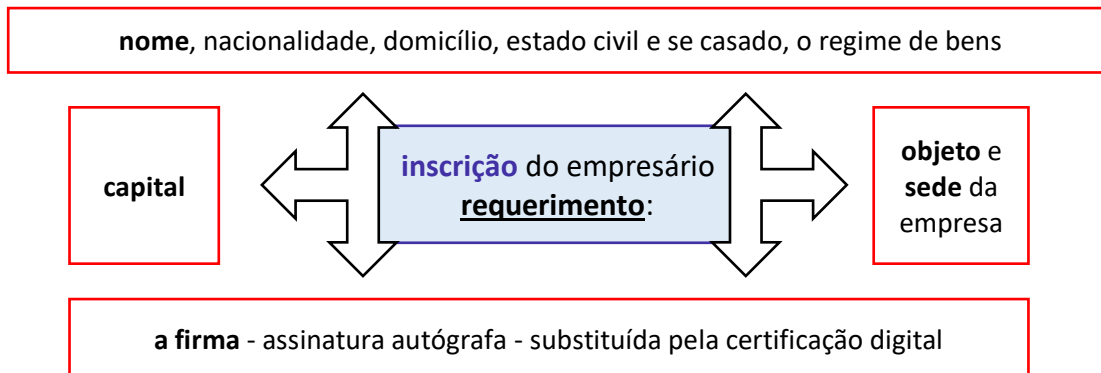 nome, nacionalidade, domicílio, estado civil e se casado, o regime de bens
capital
inscrição do empresário
requerimento:
objeto e
sede da
empresa
a firma - assinatura autógrafa - substituída pela certificação digital